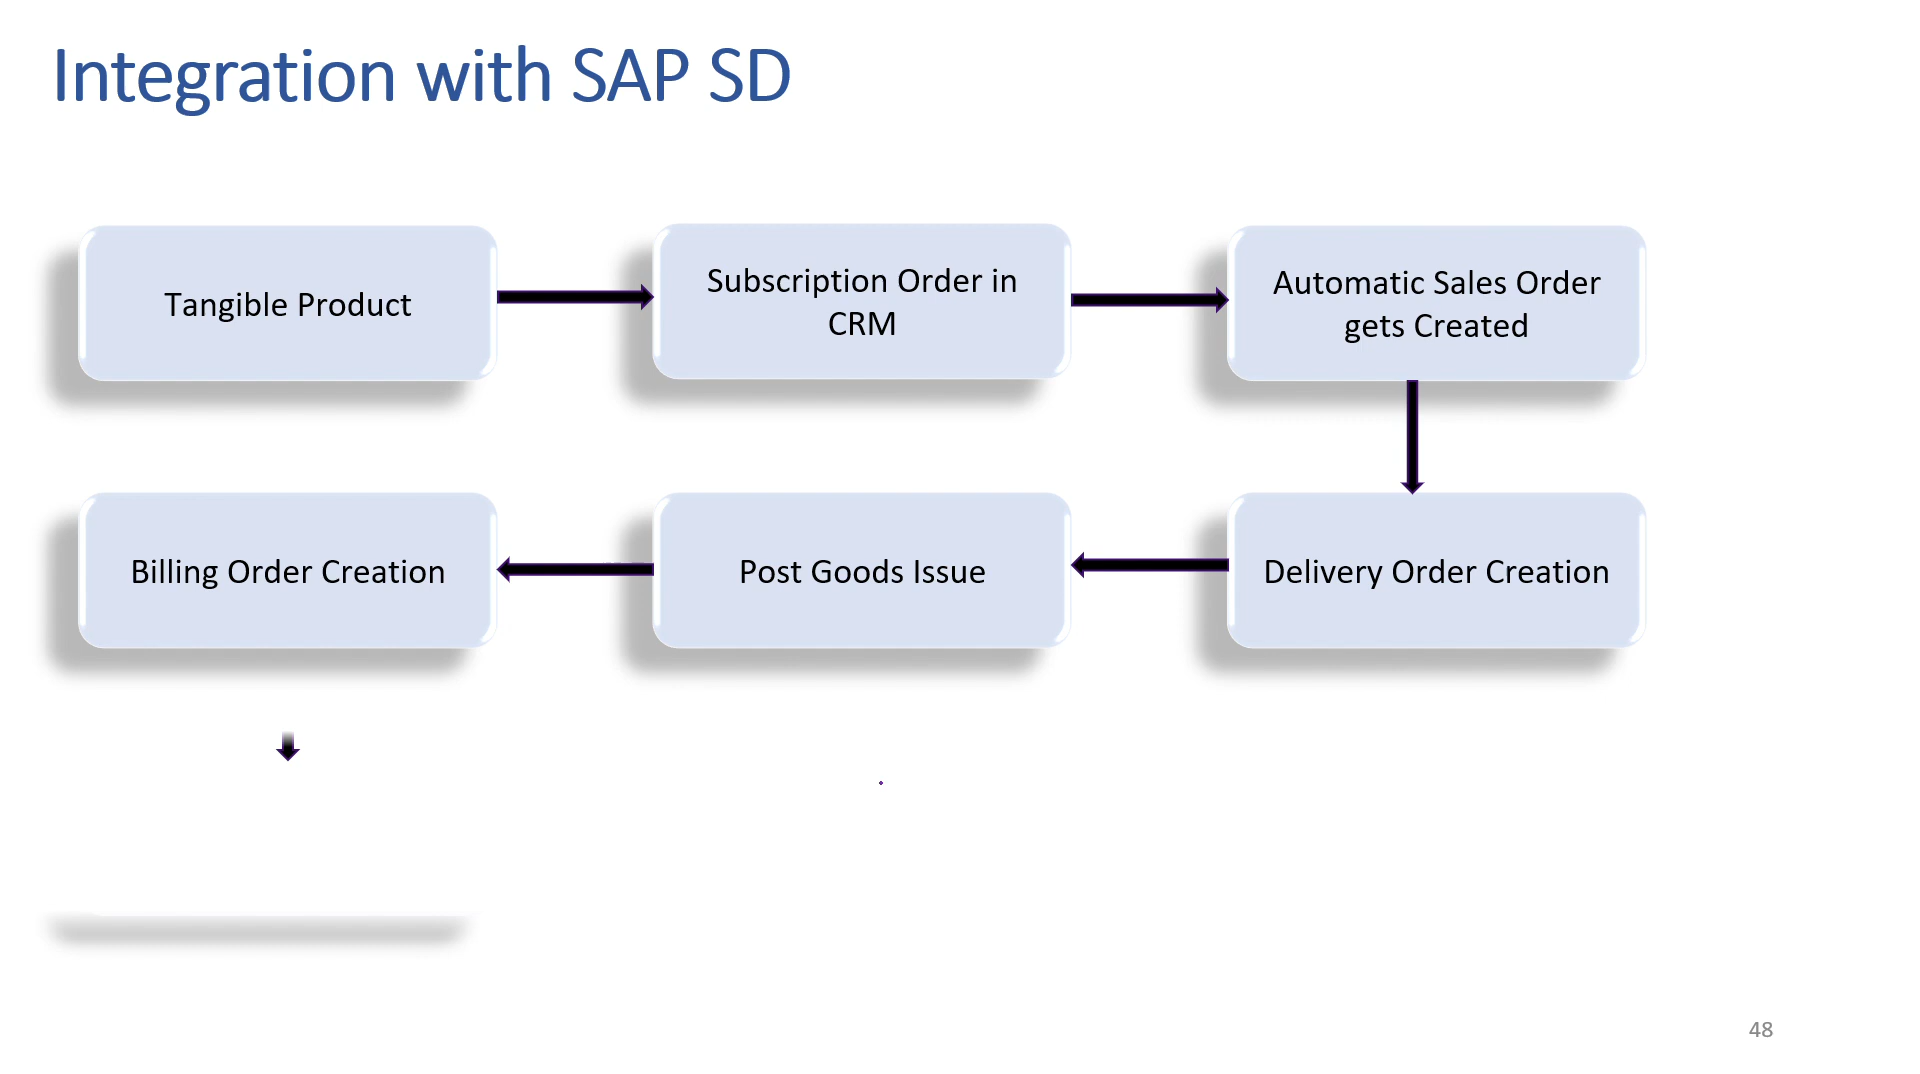 Integration with SAP SD
Tangible Product
Subscription Order in
CRM
Automatic Sales Order
gets Created
Billing Order Creation
Post Goods Issue
Delivery Order Creation
48